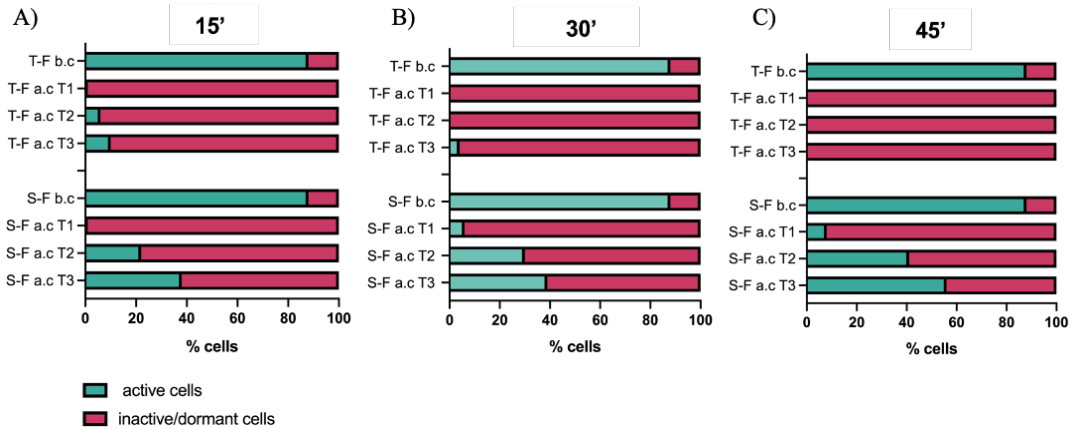 A)
15’
T-F b.c
T-F a.c T1
T-F a.c T2
T-F a.c T3
S-F b.c
S-F a.c T1
S-F a.c T2
S-F a.c T3
0 20 40 60 80 100
% cells
B)
30’
T-F b.c
T-F a.c T1
T-F a.c T2
T-F a.c T3
S-F b.c
S-F a.c T1
S-F a.c T2
S-F a.c T3
0 20 40 60 80 100
% cells
C)
45’
T-F b.c
T-F a.c T1
T-F a.c T2
T-F a.c T3
S-F b.c
S-F a.c T1
S-F a.c T2
S-F a.c T3
0 20 40 60 80 100
% cells
active cells
inactive/dormant cells